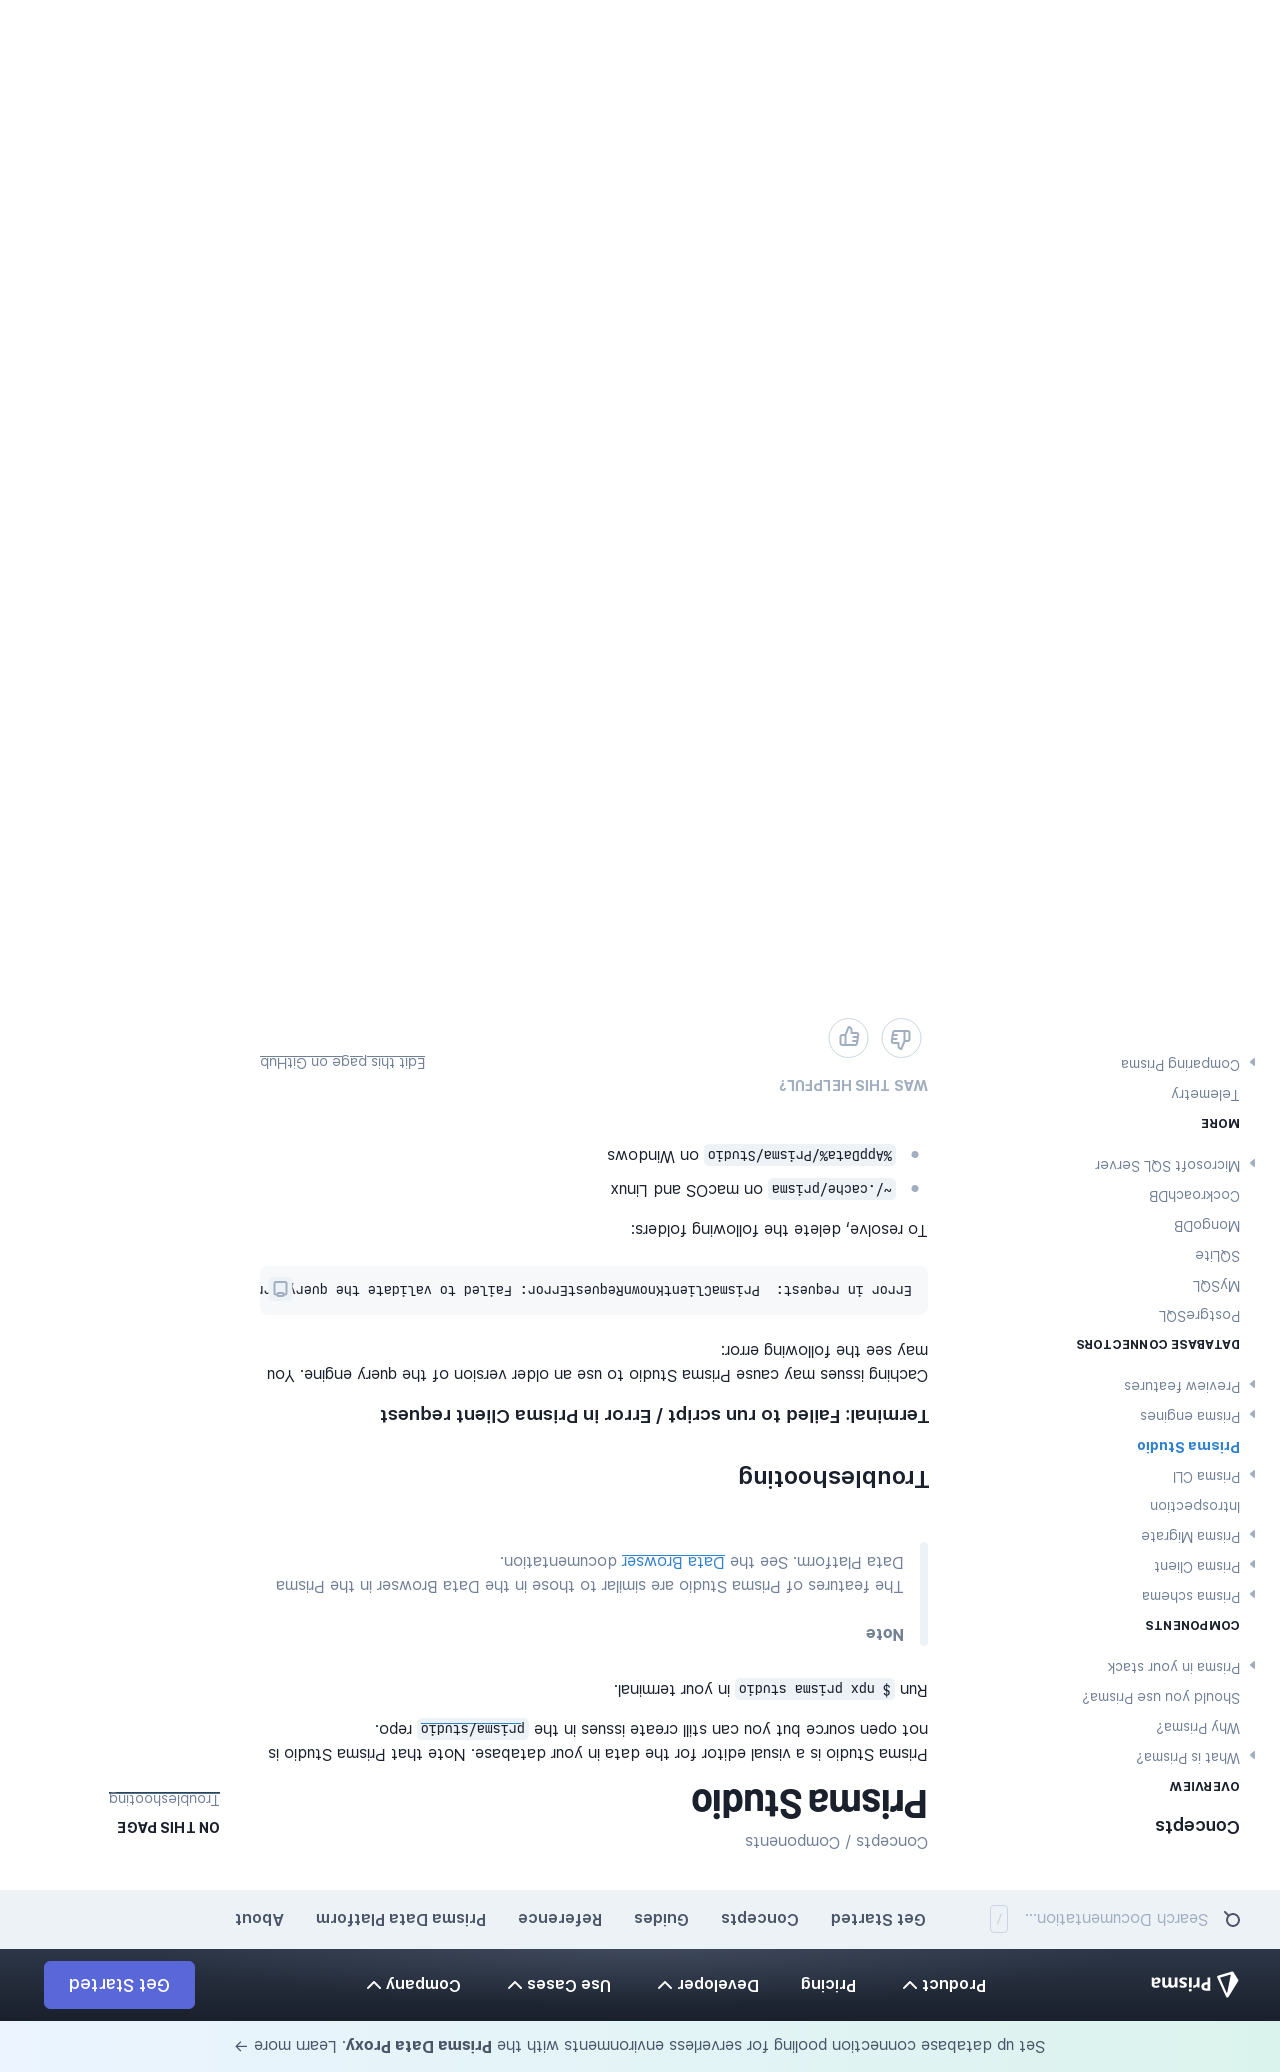 Set up database connection pooling for serverless environments with the Prisma Data Proxy. Learn more →
Prisma
Product
Pricing
Developer
Use Cases
Company
Get Started
Search Documentation...
/
Get Started
Concepts
Guides
Reference
Prisma Data Platform
About
Concepts
OVERVIEW
What is Prisma?
Why Prisma?
Should you use Prisma?
Prisma in your stack
COMPONENTS
Prisma schema
Prisma Client
Prisma Migrate
Introspection
Prisma CLI
Prisma Studio
Prisma engines
Preview features
DATABASE CONNECTORS
PostgreSQL
MySQL
SQLite
MongoDB
CockroachDB
Microsoft SQL Server
MORE
Telemetry
Comparing Prisma
Concepts / Components
Prisma Studio
Prisma Studio is a visual editor for the data in your database. Note that Prisma Studio is
not open source but you can still create issues in the prisma/studio repo.
Run $ npx prisma studio in your terminal.
Note
The features of Prisma Studio are similar to those in the Data Browser in the Prisma
Data Platform. See the Data Browser documentation.
Troubleshooting
Terminal: Failed to run script / Error in Prisma Client request
Caching issues may cause Prisma Studio to use an older version of the query engine. You
may see the following error:
Error in request:  PrismaClientKnownRequestError: Failed to validate the query
To resolve, delete the following folders:
~/.cache/prisma on macOS and Linux
%AppData%/Prisma/Studio on Windows
WAS THIS HELPFUL?
Edit this page on GitHub
ON THIS PAGE
Troubleshooting